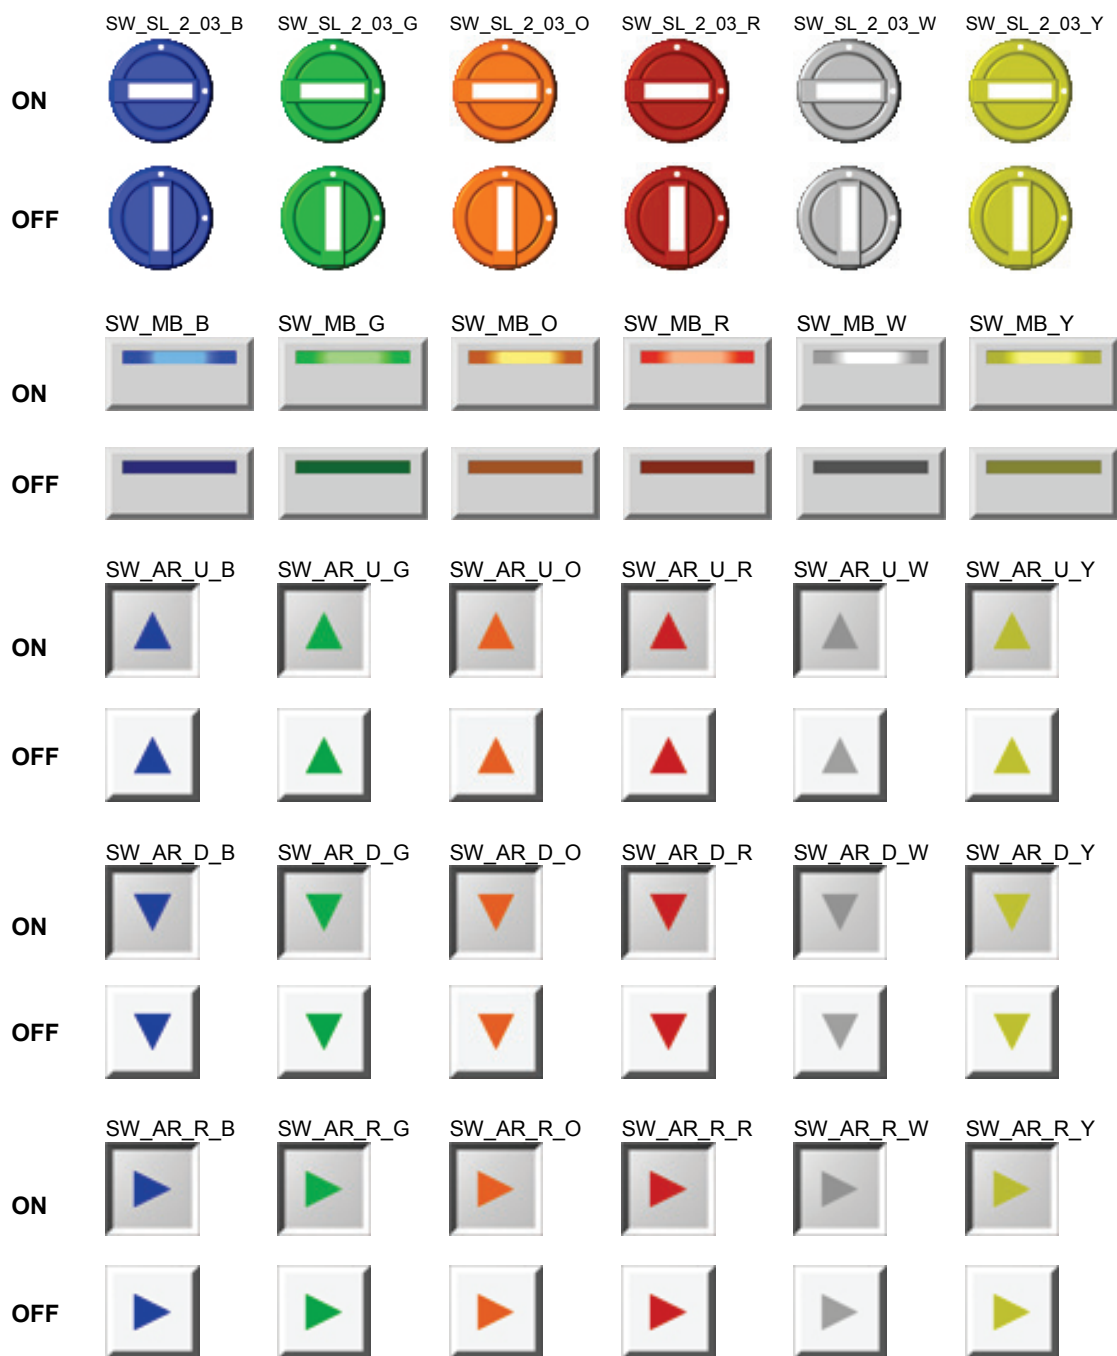 SW_SL_2_03_B SW_SL_2_03_G SW_SL_2_03_O SW_SL_2_03_R SW_SL_2_03_W SW_SL_2_03_Y
ON
OFF
SW_MB_B SW_MB_G SW_MB_O SW_MB_R SW_MB_W SW_MB_Y
ON
OFF
SW_AR_U_B SW_AR_U_G SW_AR_U_O SW_AR_U_R SW_AR_U_W SW_AR_U_Y
ON
OFF
SW_AR_D_B SW_AR_D_G SW_AR_D_O SW_AR_D_R SW_AR_D_W SW_AR_D_Y
ON
OFF
SW_AR_R_B SW_AR_R_G SW_AR_R_O SW_AR_R_R SW_AR_R_W SW_AR_R_Y
ON
OFF